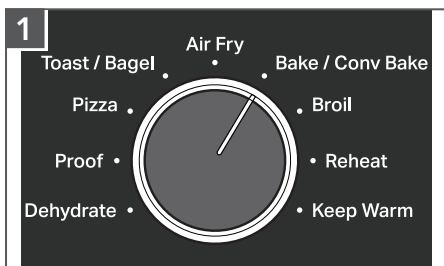 1
Air Fry
Toast / Bagel
Bake / Conv Bake
Pizza
Broil
Proof
Reheat
Dehydrate
Keep Warm